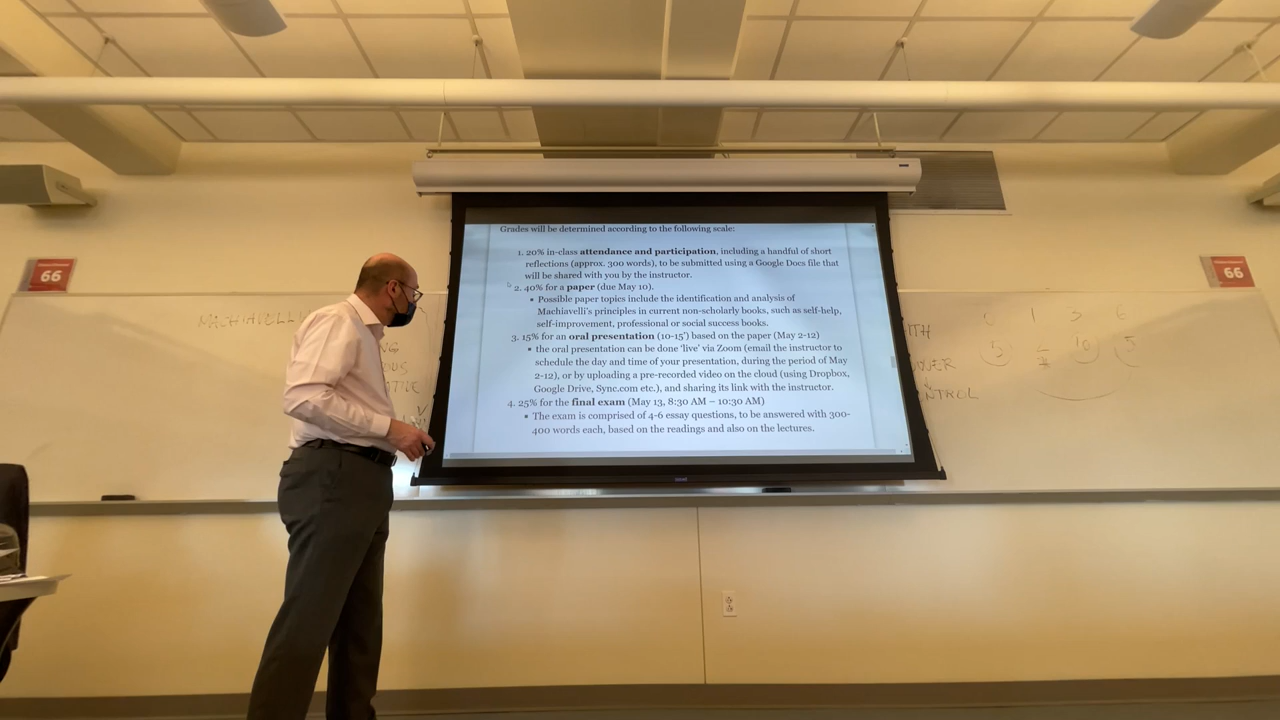 Grades will be determined according to the following scale:
1. 20% in-class attendance and participation, including a handful of short
reflections (approx. 300 words), to be submitted using a Google Docs file that
will be shared with you by the instructor.
2. 40% for a paper (due May 10).
▪ Possible paper topics include the identification and analysis of
Machiavelli's principles in current non-scholarly books, such as self-help,
self-improvement, professional or social success books.
3. 15% for an oral presentation (10-15') based on the paper (May 2-12)
▪ the oral presentation can be done 'live' via Zoom (email the instructor to
schedule the day and time of your presentation, during the period of May
2-12), or by uploading a pre-recorded video on the cloud (using Dropbox,
Google Drive, Sync.com etc.), and sharing its link with the instructor.
4. 25% for the final exam (May 13, 8:30 AM – 10:30 AM)
▪ The exam is comprised of 4-6 essay questions, to be answered with 300-
400 words each, based on the readings and also on the lectures.
66
66
MACHIAVELLI